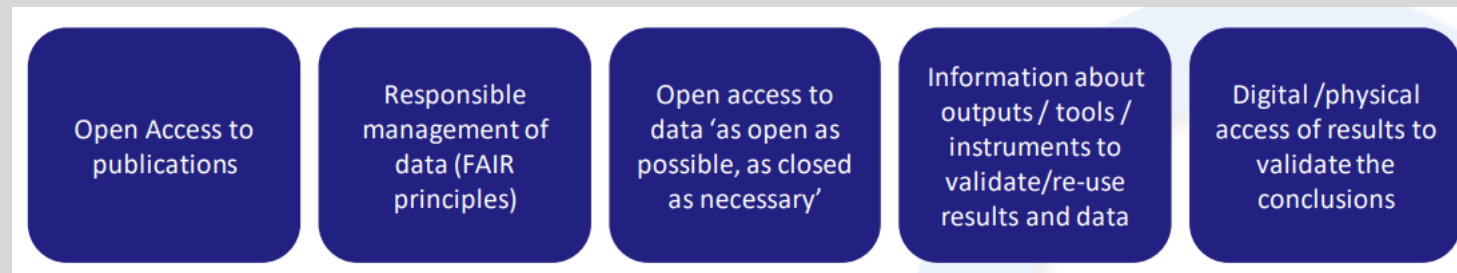 Open Access to
publications
Responsible
management of
data (FAIR
principles)
Open access to
data ‘as open as
possible, as closed
as necessary’
Information about
outputs / tools /
instruments to
validate/re-use
results and data
Digital /physical
access of results to
validate the
conclusions